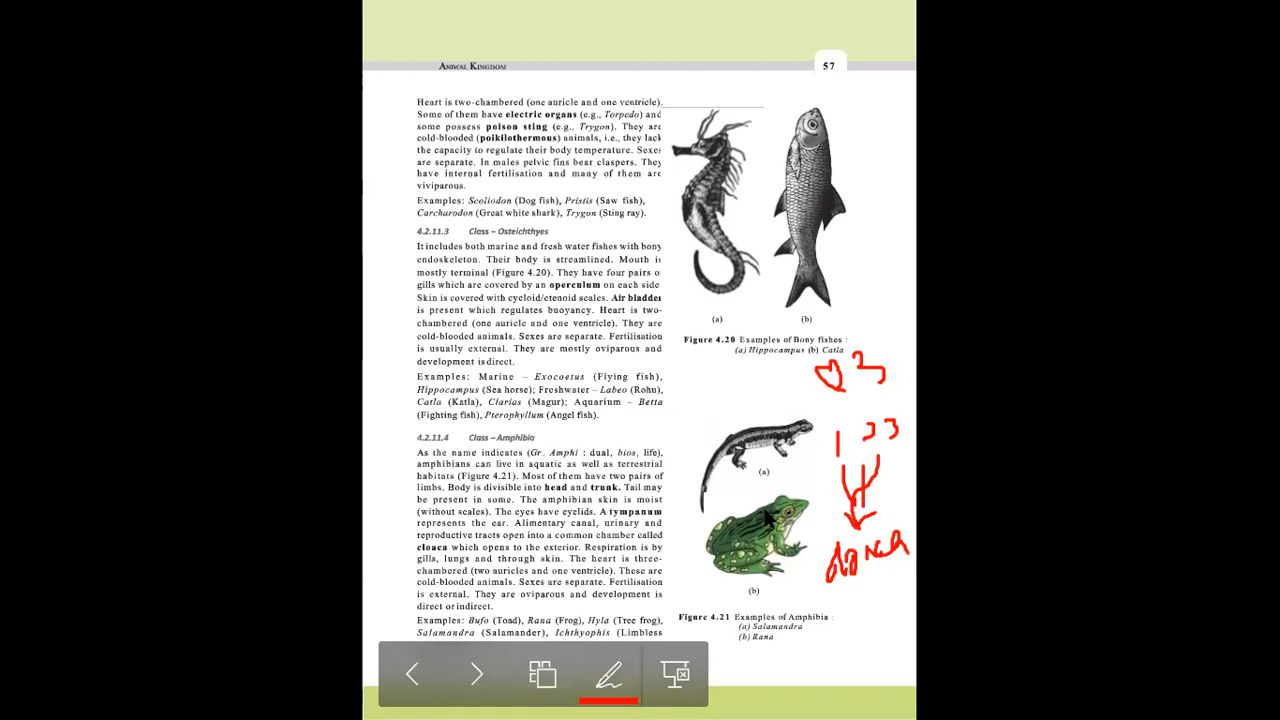 ANIMAL KINGDOM
57
Heart is two-chambered (one auricle and one ventricle).
Some of them have electric organs (e.g., Torpedo) and
some possess poison sting (e.g., Trygon). They are
cold-blooded (poikilothermous) animals, i.e., they lack
the capacity to regulate their body temperature. Sexes
are separate. In males pelvic fins bear claspers. They
have internal fertilisation and many of them are
viviparous.
Examples: Scoliodon (Dog fish), Pristis (Saw fish),
Carcharodon (Great white shark), Trygon (Sting ray).
4.2.11.3 Class – Osteichthyes
It includes both marine and fresh water fishes with bony
endoskeleton. Their body is streamlined. Mouth is
mostly terminal (Figure 4.20). They have four pairs o
gills which are covered by an operculum on each side
Skin is covered with cycloid/ctenoid scales. Air bladder
is present which regulates buoyancy. Heart is two-
chambered (one auricle and one ventricle). They are
cold-blooded animals. Sexes are separate. Fertilisation
is usually external. They are mostly oviparous and
development is direct.
Examples: Marine – Exocoetus (Flying fish),
Hippocampus (Sea horse); Freshwater – Labeo (Rohu),
Catla (Katla), Clarias (Magur); Aquarium – Betta
(Fighting fish), Pterophyllum (Angel fish).
4.2.11.4 Class – Amphibia
As the name indicates (Gr. Amphi : dual, bios, life),
amphibians can live in aquatic as well as terrestrial
habitats (Figure 4.21). Most of them have two pairs of
limbs. Body is divisible into head and trunk. Tail may
be present in some. The amphibian skin is moist
(without scales). The eyes have eyelids. A tympanum
represents the ear. Alimentary canal, urinary and
reproductive tracts open into a common chamber called
cloaca which opens to the exterior. Respiration is by
gills, lungs and through skin. The heart is three-
chambered (two auricles and one ventricle). These are
cold-blooded animals. Sexes are separate. Fertilisation
is external. They are oviparous and development is
direct or indirect.
Examples: Bufo (Toad), Rana (Frog), Hyla (Tree frog),
Salamandra (Salamander), Ichthyophis (Limbless
(a) (b)
Figure 4.20 Examples of Bony fishes :
(a) Hippocampus (b) Catla
3
1 2 3
(a)
(b)
Figure 4.21 Examples of Amphibia :
(a) Salamandra
(b) Rana